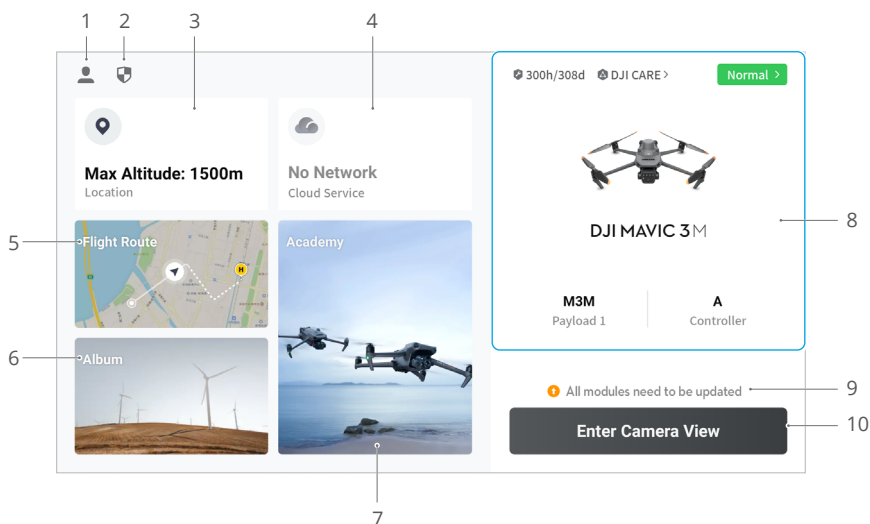 1 2 3 4
300h/308d DJI CARE > Normal >
Max Altitude: 1500m
Location
No Network
Cloud Service
5
Flight Route
H
Academy
DJI MAVIC 3M
8
M3M
Payload 1
A
Controller
6
Album
All modules need to be updated
9
Enter Camera View
10
7